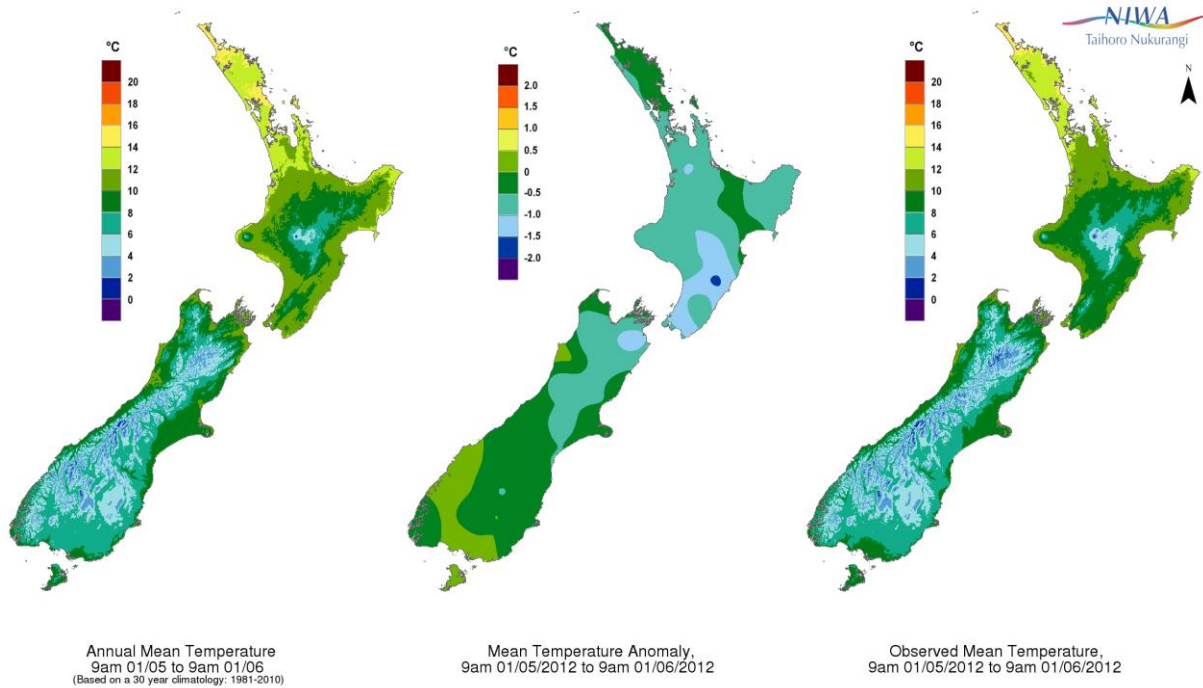 NIWA
Taihoro Nukurangi
N
°C
20
18
16
14
12
10
8
6
4
2
0
°C
2.0
1.5
1.0
0.5
0
-0.5
-1.0
-1.5
-2.0
°C
20
18
16
14
12
10
8
6
4
2
0
Annual Mean Temperature
9am 01/05 to 9am 01/06
(Based on a 30 year climatology: 1981-2010)
Mean Temperature Anomaly,
9am 01/05/2012 to 9am 01/06/2012
Observed Mean Temperature,
9am 01/05/2012 to 9am 01/06/2012